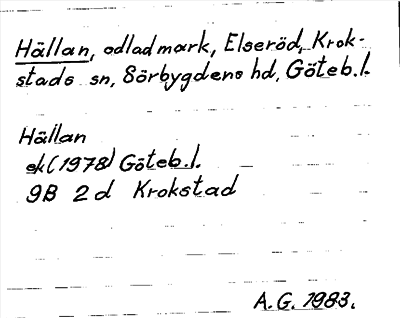 Hällan, odlad mark, Elseröd, Krok-
stads sn, Sörbygdens hd, Göteb.l.
Hällan
ek (1978) Göteb.l.
9B 2d Krokstad
A.G. 1983.